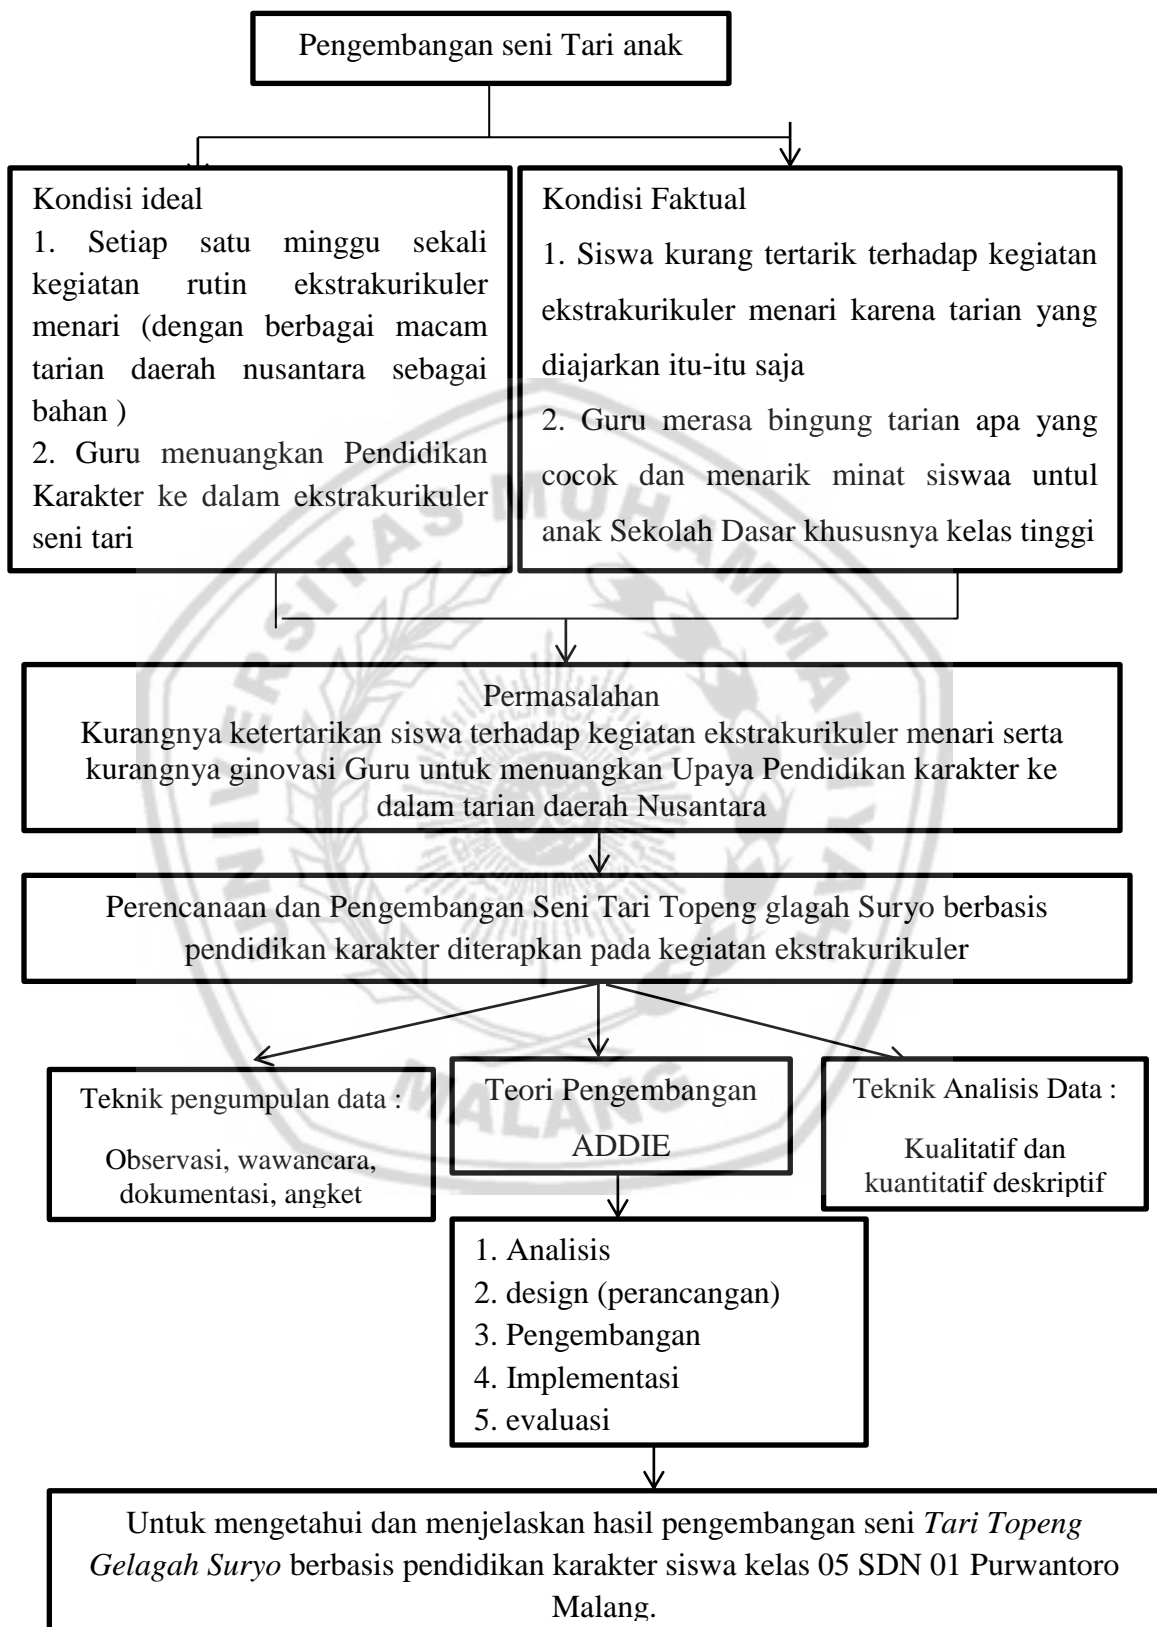 Pengembangan seni Tari anak
Kondisi ideal
1. Setiap satu minggu sekali
kegiatan rutin ekstrakurikuler
menari (dengan berbagai macam
tarian daerah nusantara sebagai
bahan )
2. Guru menuangkan Pendidikan
Karakter ke dalam ekstrakurikuler
seni tari
Kondisi Faktual
1. Siswa kurang tertarik terhadap kegiatan
ekstrakurikuler menari karena tarian yang
diajarkan itu-itu saja
2. Guru merasa bingung tarian apa yang
cocok dan menarik minat siswaa untul
anak Sekolah Dasar khususnya kelas tinggi
Permasalahan
Kurangnya ketertarikan siswa terhadap kegiatan ekstrakurikuler menari serta
kurangnya ginovasi Guru untuk menuangkan Upaya Pendidikan karakter ke
dalam tarian daerah Nusantara
Perencanaan dan Pengembangan Seni Tari Topeng glagah Suryo berbasis
pendidikan karakter diterapkan pada kegiatan ekstrakurikuler
Teknik pengumpulan data :
Observasi, wawancara,
dokumentasi, angket
Teori Pengembangan
ADDIE
Teknik Analisis Data :
Kualitatif dan
kuantitatif deskriptif
1. Analisis
2. design (perancangan)
3. Pengembangan
4. Implementasi
5. evaluasi
Untuk mengetahui dan menjelaskan hasil pengembangan seni Tari Topeng
Gelagah Suryo berbasis pendidikan karakter siswa kelas 05 SDN 01 Purwantoro
Malang.
UNIVERSITAS MUHAMMADIYAH
MALANG